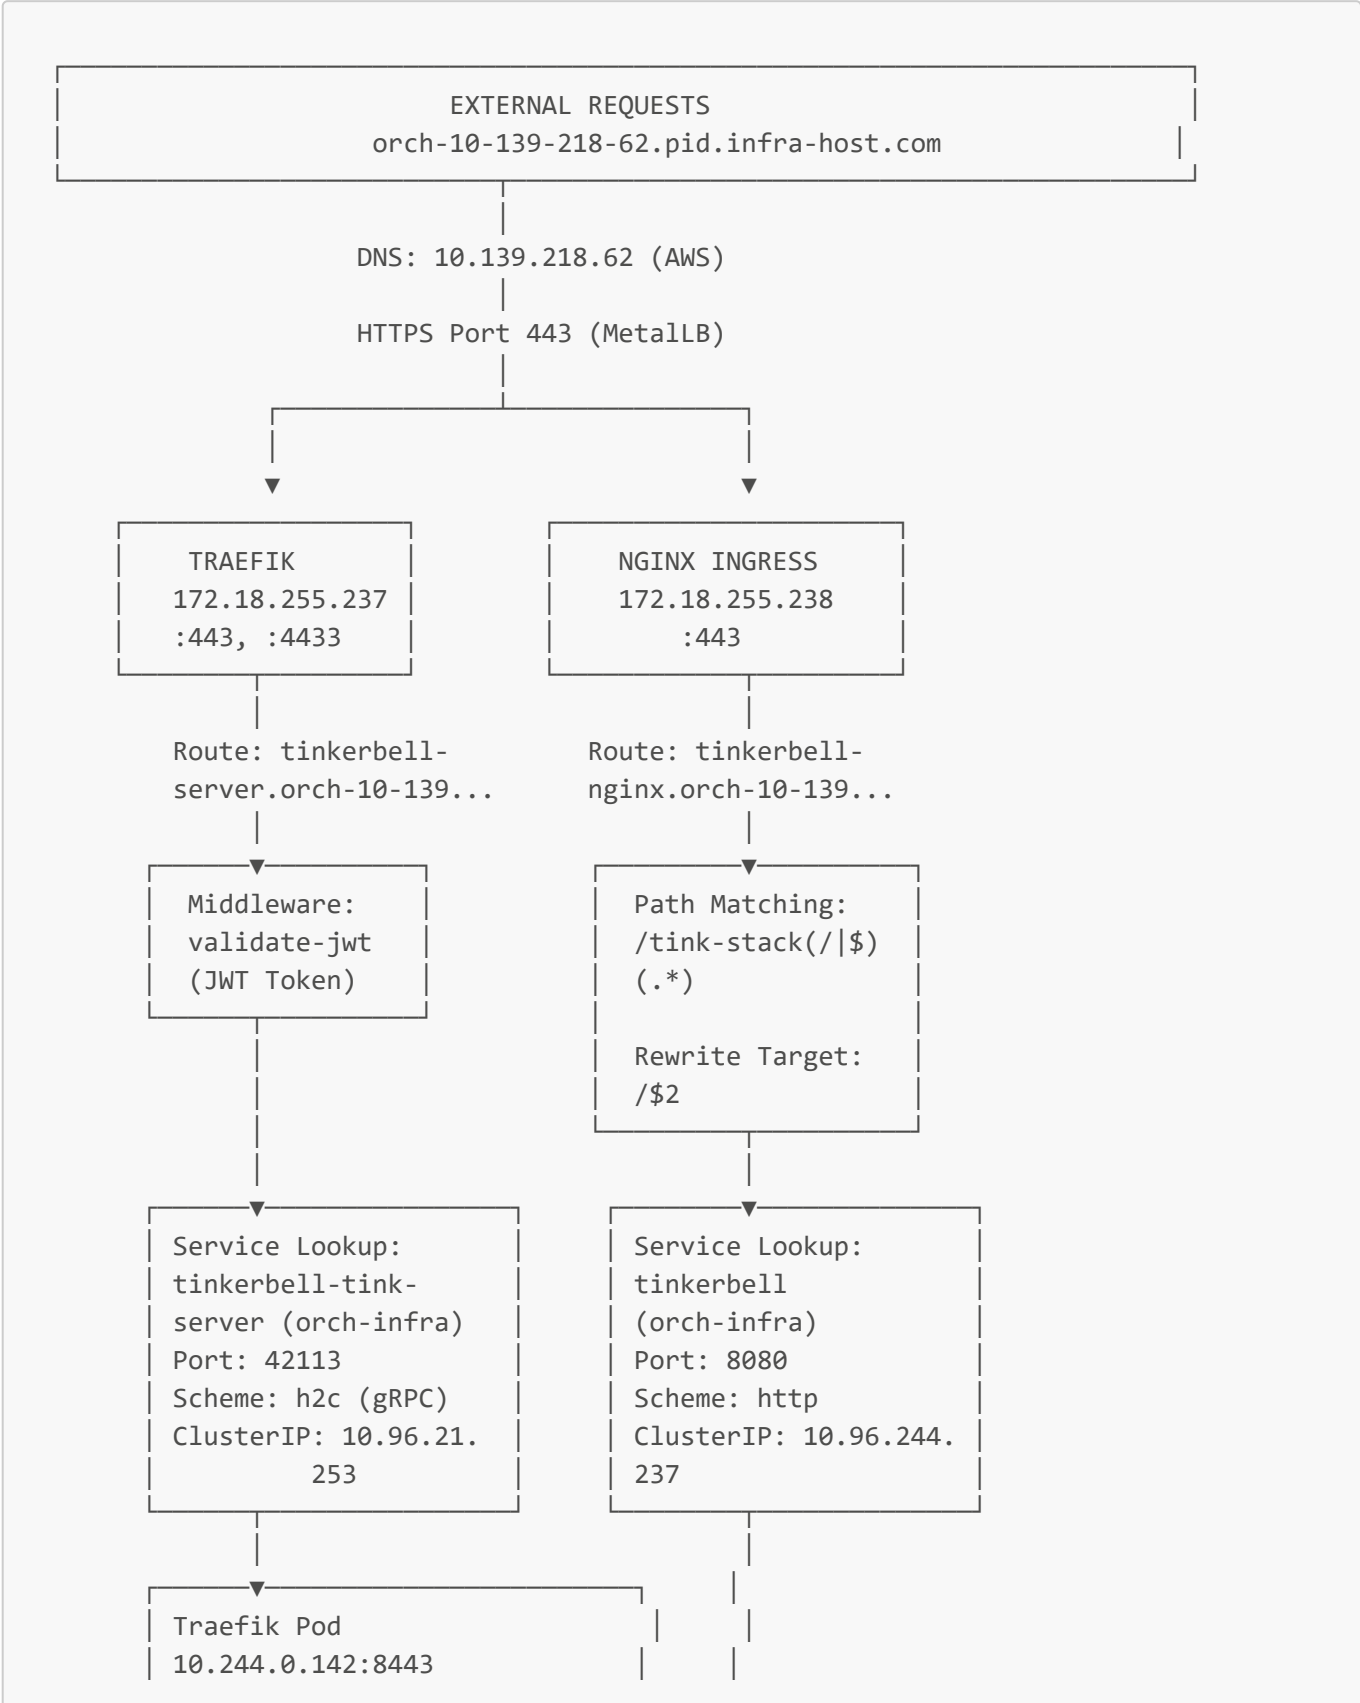 EXTERNAL REQUESTS
orch-10-139-218-62.pid.infra-host.com
DNS: 10.139.218.62 (AWS)
HTTPS Port 443 (MetalLB)
TRAEFIK
172.18.255.237
:443, :4433
NGINX INGRESS
172.18.255.238
:443
Route: tinkerbell-
server.orch-10-139...
Route: tinkerbell-
nginx.orch-10-139...
Middleware:
validate-jwt
(JWT Token)
Path Matching:
/tink-stack(/|$)
(.*)
Rewrite Target:
/$2
Service Lookup:
tinkerbell-tink-
server (orch-infra)
Port: 42113
Scheme: h2c (gRPC)
ClusterIP: 10.96.21.
253
Service Lookup:
tinkerbell
(orch-infra)
Port: 8080
Scheme: http
ClusterIP: 10.96.244.
237
Traefik Pod
10.244.0.142:8443